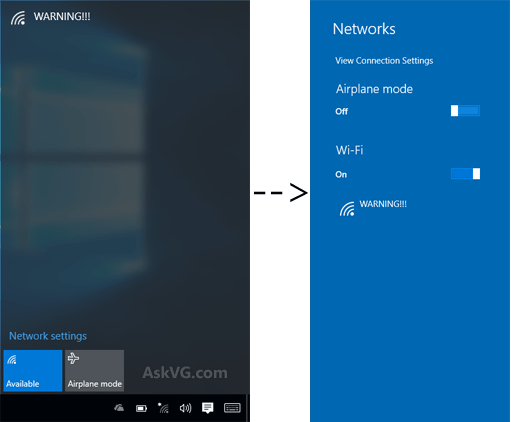 WARNING!!!
Network settings
Available
Airplane mode
AskVG.com
Networks
View Connection Settings
Airplane mode
Off
Wi-Fi
On
WARNING!!!